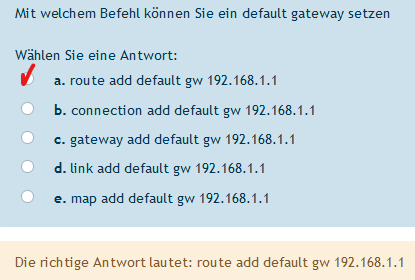 Mit welchem Befehl können Sie ein default gateway setzen
Wählen Sie eine Antwort:
a. route add default gw 192.168.1.1
b. connection add default gw 192.168.1.1
c. gateway add default gw 192.168.1.1
d. link add default gw 192.168.1.1
e. map add default gw 192.168.1.1
Die richtige Antwort lautet: route add default gw 192.168.1.1